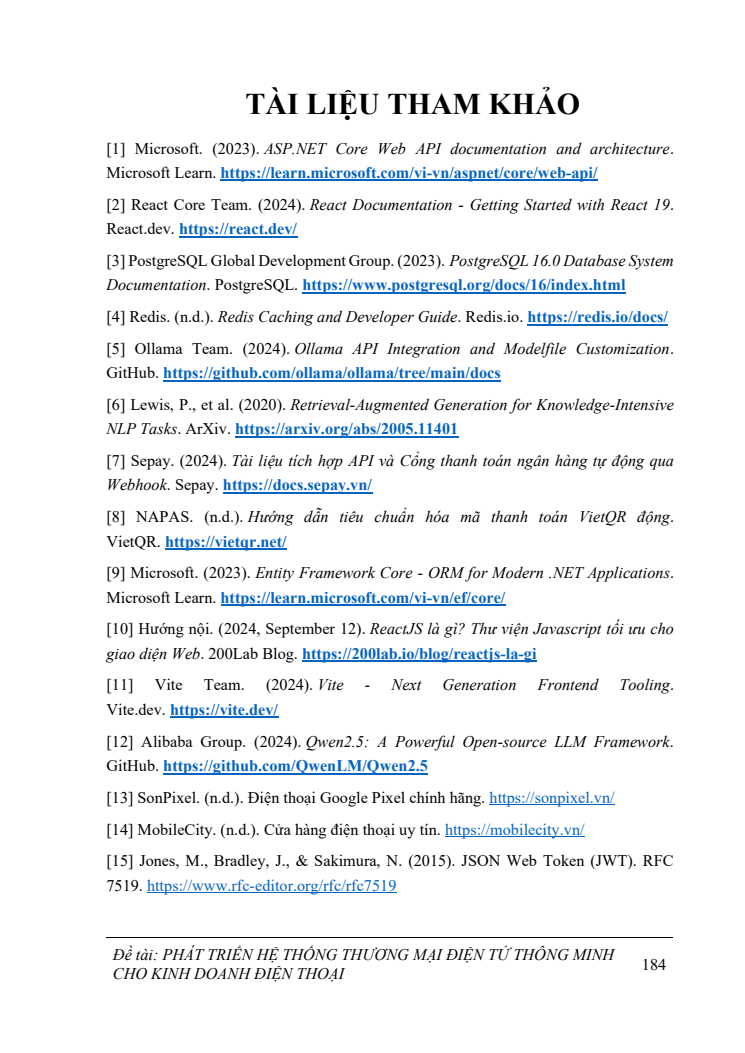 TÀI LIỆU THAM KHẢO
[1] Microsoft. (2023). ASP.NET Core Web API documentation and architecture.
Microsoft Learn. https://learn.microsoft.com/vi-vn/aspnet/core/web-api/
[2] React Core Team. (2024). React Documentation - Getting Started with React 19.
React.dev. https://react.dev/
[3] PostgreSQL Global Development Group. (2023). PostgreSQL 16.0 Database System
Documentation. PostgreSQL. https://www.postgresql.org/docs/16/index.html
[4] Redis. (n.d.). Redis Caching and Developer Guide. Redis.io. https://redis.io/docs/
[5] Ollama Team. (2024). Ollama API Integration and Modelfile Customization.
GitHub. https://github.com/ollama/ollama/tree/main/docs
[6] Lewis, P., et al. (2020). Retrieval-Augmented Generation for Knowledge-Intensive
NLP Tasks. ArXiv. https://arxiv.org/abs/2005.11401
[7] Sepay. (2024). Tài liệu tích hợp API và Cổng thanh toán ngân hàng tự động qua
Webhook. Sepay. https://docs.sepay.vn/
[8] NAPAS. (n.d.). Hướng dẫn tiêu chuẩn hóa mã thanh toán VietQR động.
VietQR. https://vietqr.net/
[9] Microsoft. (2023). Entity Framework Core - ORM for Modern .NET Applications.
Microsoft Learn. https://learn.microsoft.com/vi-vn/ef/core/
[10] Hướng nội. (2024, September 12). ReactJS là gì? Thư viện Javascript tối ưu cho
giao diện Web. 200Lab Blog. https://200lab.io/blog/reactjs-la-gi
[11] Vite Team. (2024). Vite - Next Generation Frontend Tooling.
Vite.dev. https://vite.dev/
[12] Alibaba Group. (2024). Qwen2.5: A Powerful Open-source LLM Framework.
GitHub. https://github.com/QwenLM/Qwen2.5
[13] SonPixel. (n.d.). Điện thoại Google Pixel chính hãng. https://sonpixel.vn/
[14] MobileCity. (n.d.). Cửa hàng điện thoại uy tín. https://mobilecity.vn/
[15] Jones, M., Bradley, J., & Sakimura, N. (2015). JSON Web Token (JWT). RFC
7519. https://www.rfc-editor.org/rfc/rfc7519
Đề tài: PHÁT TRIỂN HỆ THỐNG THƯƠNG MẠI ĐIỆN TỬ THÔNG MINH
CHO KINH DOANH ĐIỆN THOẠI
184